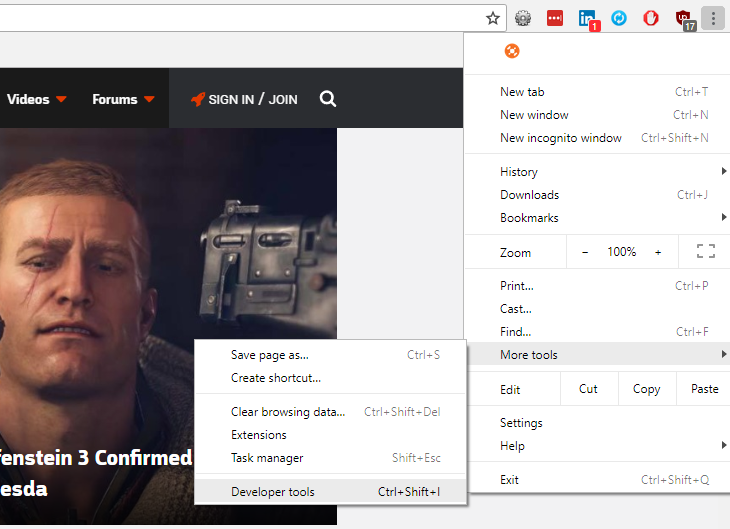 1
17
Videos
Forums
SIGN IN / JOIN
New tab Ctrl+T
New window Ctrl+N
New incognito window Ctrl+Shift+N
History
Downloads Ctrl+J
Bookmarks
Zoom − 100% +
Print... Ctrl+P
Cast...
Find... Ctrl+F
More tools
Edit Cut Copy Paste
Settings
Help
Exit Ctrl+Shift+Q
Save page as... Ctrl+S
Create shortcut...
Clear browsing data... Ctrl+Shift+Del
Extensions
Task manager Shift+Esc
Developer tools Ctrl+Shift+I
fenstein 3 Confirmed
esda